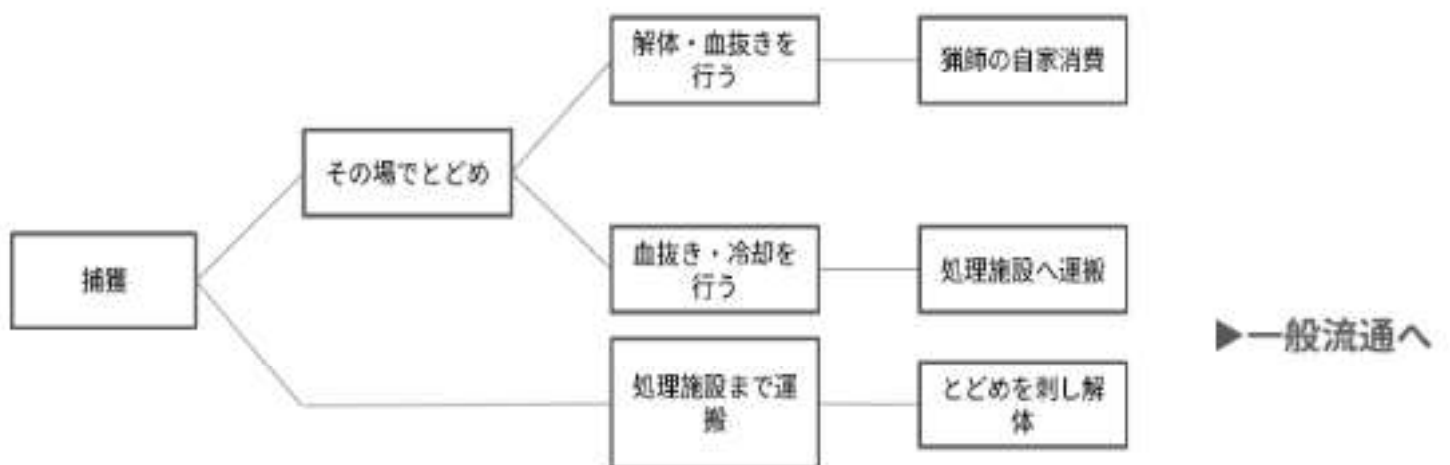 解体・血抜きを
行う
猟師の自家消費
その場でとどめ
捕獲
血抜き・冷却を
行う
処理施設へ運搬
▶一般流通へ
処理施設まで運
搬
とどめを刺し解
体